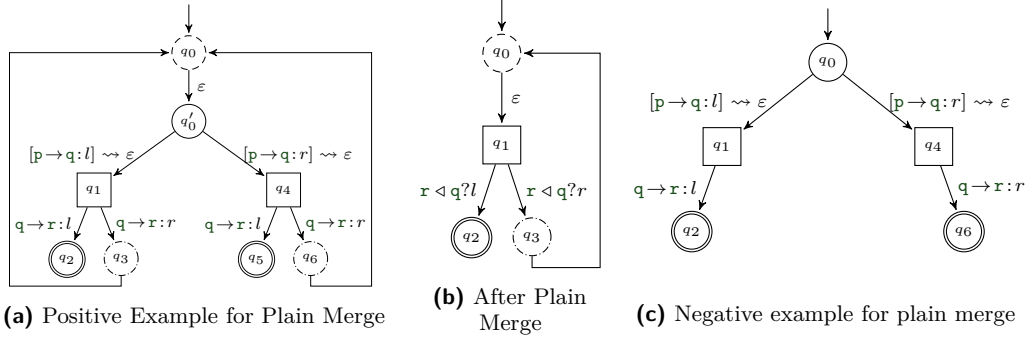 q₀
ε
q₀′
[p→q:l] ⇝ ε
[p→q:r] ⇝ ε
q₁
q₄
q→r:l
q→r:r
q→r:l
q→r:r
q₂
q₃
q₅
q₆
(a) Positive Example for Plain Merge
q₀
ε
q₁
r ◁ q?l
r ◁ q?r
q₂
q₃
(b) After Plain
Merge
q₀
[p→q:l] ⇝ ε
[p→q:r] ⇝ ε
q₁
q₄
q→r:l
q→r:r
q₂
q₆
(c) Negative example for plain merge